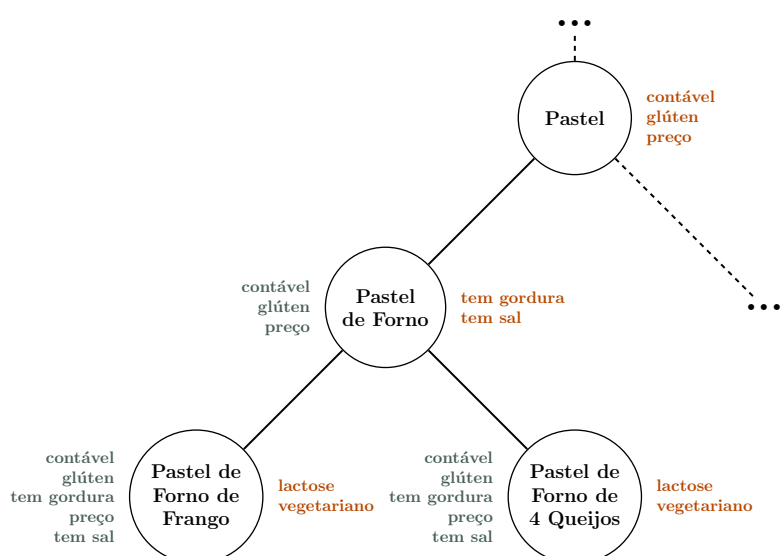 ...
Pastel
contável
glúten
preço
...
contável
glúten
preço
Pastel
de Forno
tem gordura
tem sal
contável
glúten
tem gordura
preço
tem sal
Pastel de
Forno de
Frango
lactose
vegetariano
contável
glúten
tem gordura
preço
tem sal
Pastel de
Forno de
4 Queijos
lactose
vegetariano